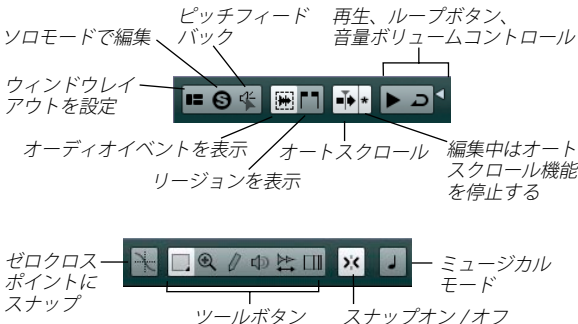 ソロモードで編集
ピッチフィード
バック
再生、ループボタン、
音量ボリュームコントロール
ウィンドウレイ
アウトを設定
オーディオイベントを表示
リージョンを表示
オートスクロール
編集中はオート
スクロール機能
を停止する
ゼロクロス
ポイントに
スナップ
ツールボタン
スナップオン / オフ
ミュージカル
モード